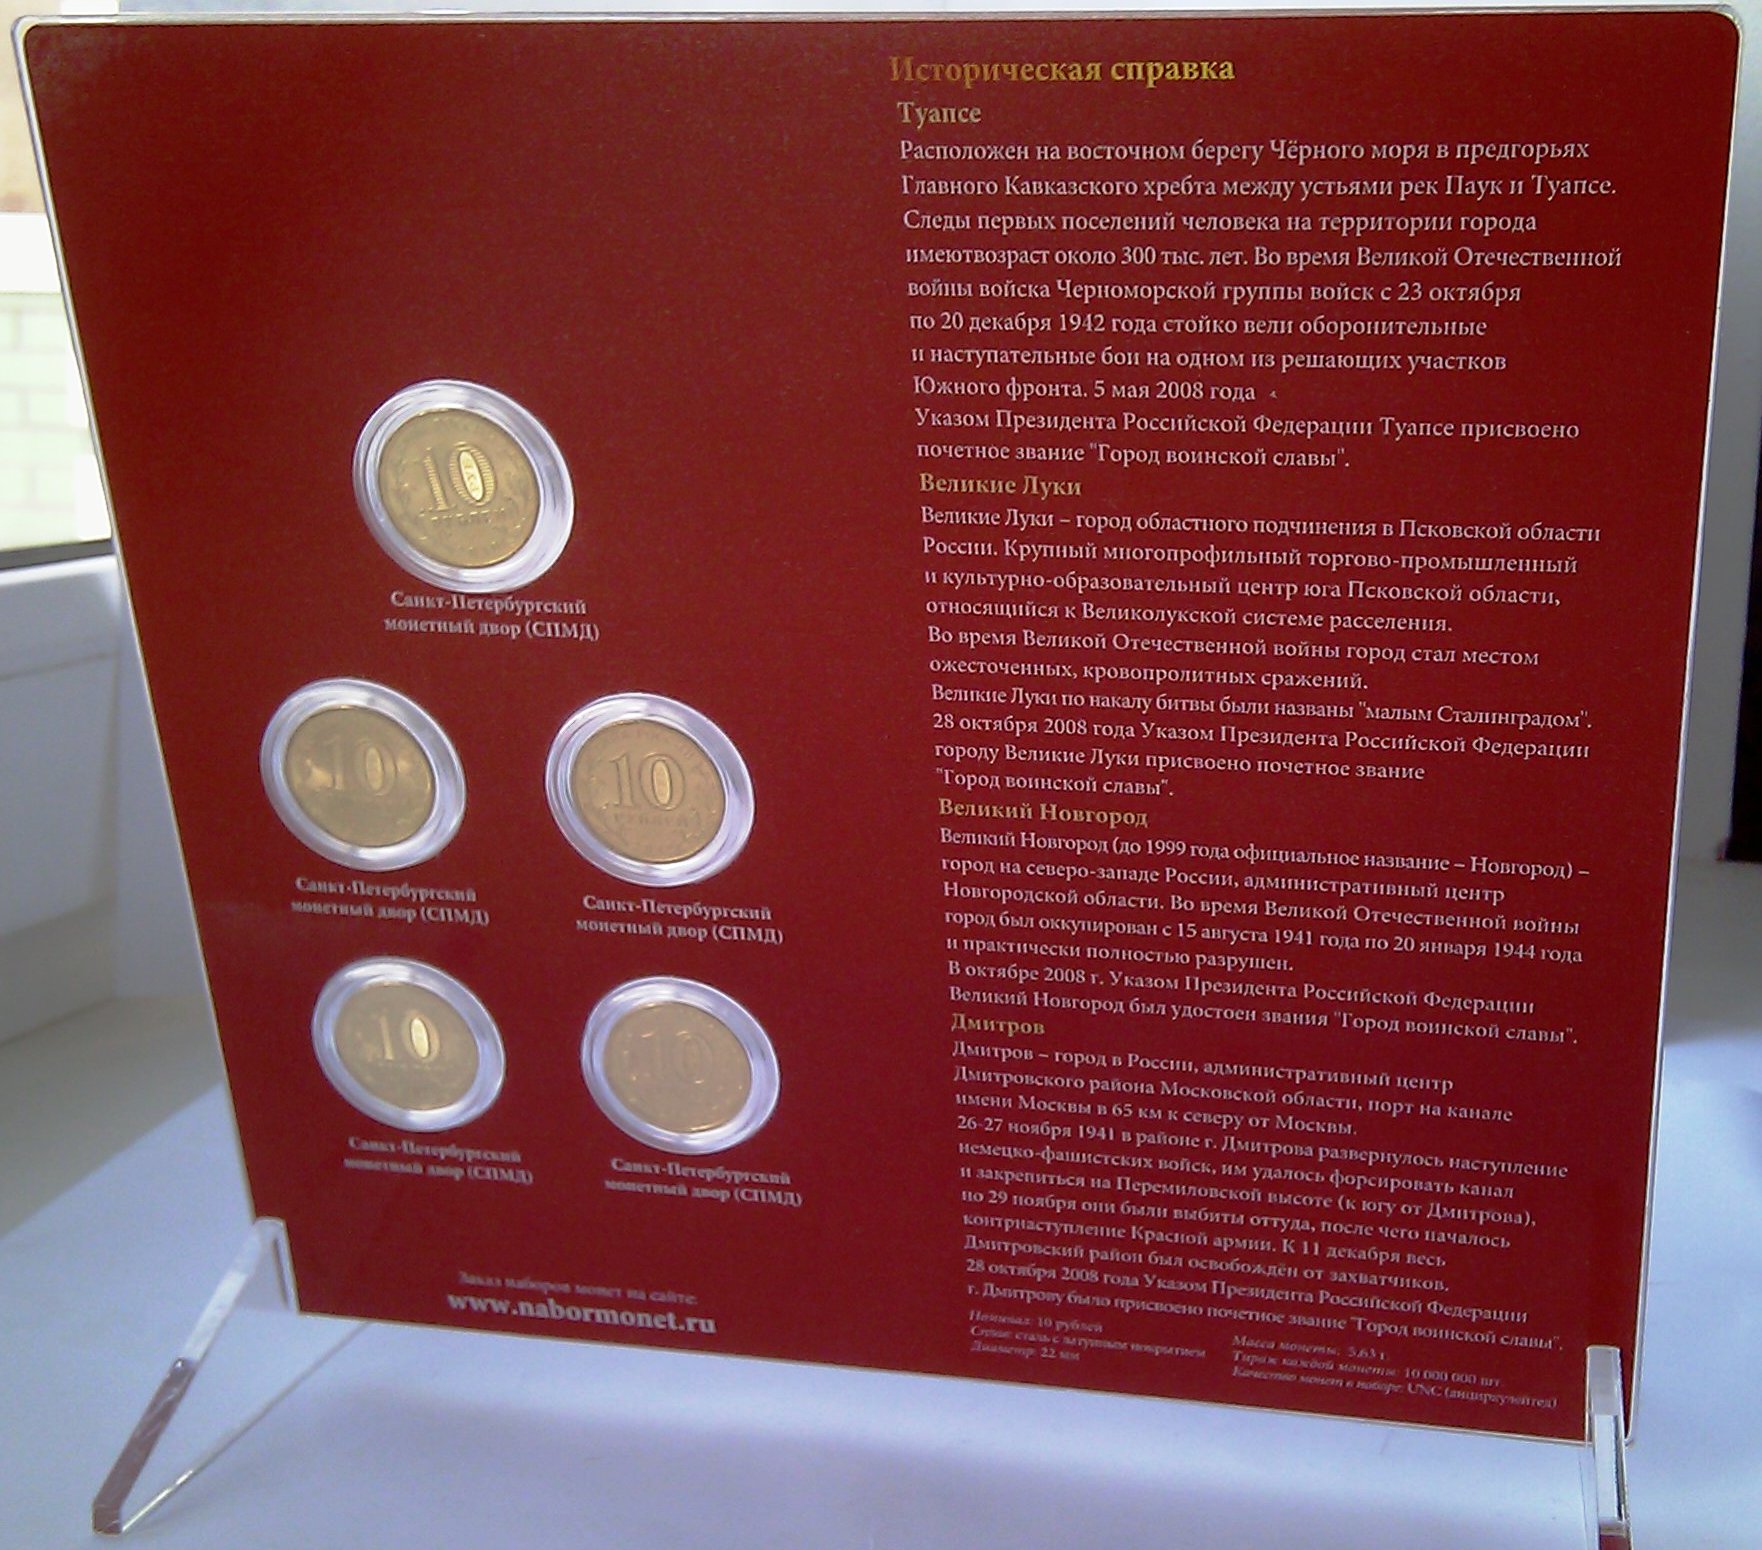 Историческая справка
Туапсе
Расположен на восточном берегу Чёрного моря в предгорьях
Главного Кавказского хребта между устьями рек Паук и Туапсе.
Следы первых поселений человека на территории города
имеютвозраст около 300 тыс. лет. Во время Великой Отечественной
войны войска Черноморской группы войск с 23 октября
по 20 декабря 1942 года стойко вели оборонительные
и наступательные бои на одном из решающих участков
Южного фронта. 5 мая 2008 года
Указом Президента Российской Федерации Туапсе присвоено
почетное звание "Город воинской славы".
Великие Луки
Великие Луки – город областного подчинения в Псковской области
России. Крупный многопрофильный торгово-промышленный
и культурно-образовательный центр юга Псковской области,
относящийся к Великолукской системе расселения.
Во время Великой Отечественной войны город стал местом
ожесточенных, кровопролитных сражений.
Великие Луки по накалу битвы были названы "малым Сталинградом".
28 октября 2008 года Указом Президента Российской Федерации
городу Великие Луки присвоено почетное звание
"Город воинской славы".
Великий Новгород
Великий Новгород (до 1999 года официальное название – Новгород) –
город на северо-западе России, административный центр
Новгородской области. Во время Великой Отечественной войны
город был оккупирован с 15 августа 1941 года по 20 января 1944 года
и практически полностью разрушен.
В октябре 2008 г. Указом Президента Российской Федерации
Великий Новгород был удостоен звания "Город воинской славы".
Дмитров
Дмитров – город в России, административный центр
Дмитровского района Московской области, порт на канале
имени Москвы в 65 км к северу от Москвы.
26-27 ноября 1941 в районе г. Дмитрова развернулось наступление
немецко-фашистских войск, им удалось форсировать канал
и закрепиться на Перемиловской высоте (к югу от Дмитрова),
но 29 ноября они были выбиты оттуда, после чего началось
контрнаступление Красной армии. К 11 декабря весь
Дмитровский район был освобождён от захватчиков.
28 октября 2008 года Указом Президента Российской Федерации
г. Дмитрову было присвоено почетное звание "Город воинской славы".
Номинал: 10 рублей
Сплав: сталь с латунным покрытием
Диаметр: 22 мм
Масса монеты: 5,63 г
Тираж каждой монеты: 10 000 000 шт
Качество монет в наборе: UNC (анциркулейтед)
10
РУБЛЕЙ
Санкт-Петербургский
монетный двор (СПМД)
10
Санкт-Петербургский
монетный двор (СПМД)
10
РУБЛЕЙ
Санкт-Петербургский
монетный двор (СПМД)
10
Санкт-Петербургский
монетный двор (СПМД)
10
Санкт-Петербургский
монетный двор (СПМД)
Заказ наборов монет на сайте:
www.nabormonet.ru